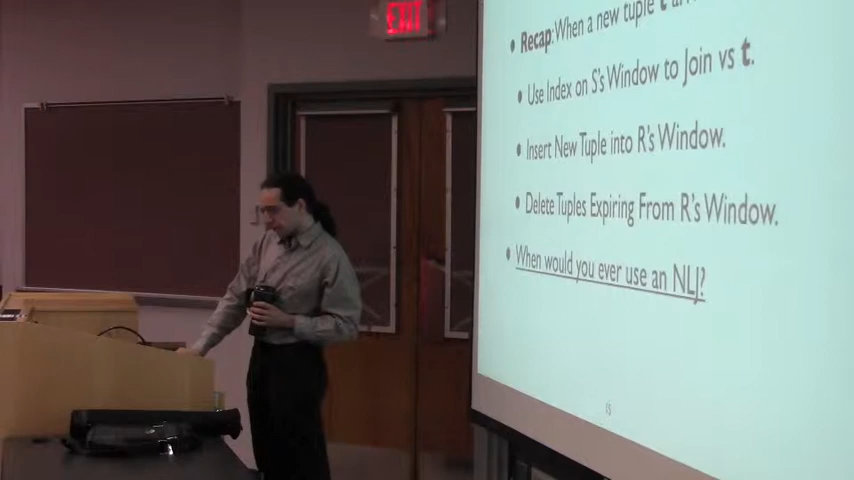 EXIT
• Recap: When a new tuple t
• Use Index on S's Window to Join vs t.
• Insert New Tuple into R's Window.
• Delete Tuples Expiring From R's Window.
• When would you ever use an NLJ?
15